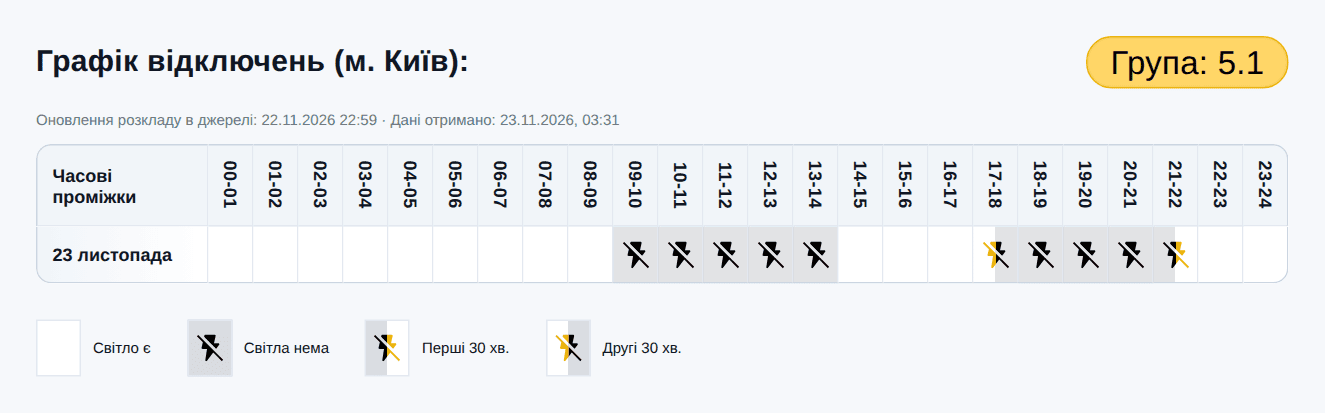 Графік відключень (м. Київ):
Група: 5.1
Оновлення розкладу в джерелі: 22.11.2026 22:59 · Дані отримано: 23.11.2026, 03:31
Часові
проміжки
00-01
01-02
02-03
03-04
04-05
05-06
06-07
07-08
08-09
09-10
10-11
11-12
12-13
13-14
14-15
15-16
16-17
17-18
18-19
19-20
20-21
21-22
22-23
23-24
23 листопада
Світло є
Світла нема
Перші 30 хв.
Другі 30 хв.